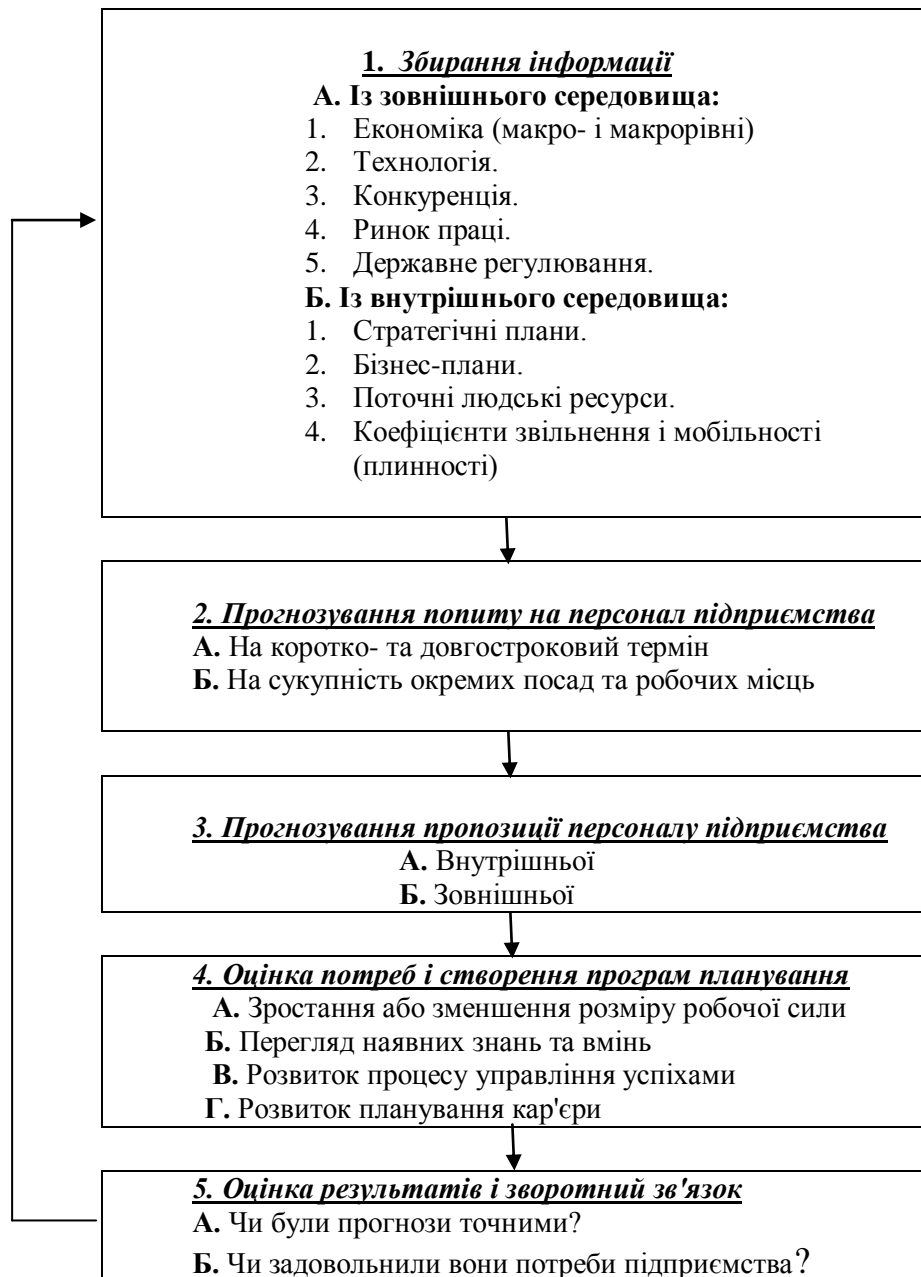 1. Збирання інформації
А. Із зовнішнього середовища:
1. Економіка (макро- і макрорівні)
2. Технологія.
3. Конкуренція.
4. Ринок праці.
5. Державне регулювання.
Б. Із внутрішнього середовища:
1. Стратегічні плани.
2. Бізнес-плани.
3. Поточні людські ресурси.
4. Коефіцієнти звільнення і мобільності
(плинності)
2. Прогнозування попиту на персонал підприємства
А. На коротко- та довгостроковий термін
Б. На сукупність окремих посад та робочих місць
3. Прогнозування пропозиції персоналу підприємства
А. Внутрішньої
Б. Зовнішньої
4. Оцінка потреб і створення програм планування
А. Зростання або зменшення розміру робочої сили
Б. Перегляд наявних знань та вмінь
В. Розвиток процесу управління успіхами
Г. Розвиток планування кар'єри
5. Оцінка результатів і зворотний зв'язок
А. Чи були прогнози точними?
Б. Чи задовольнили вони потреби підприємства?